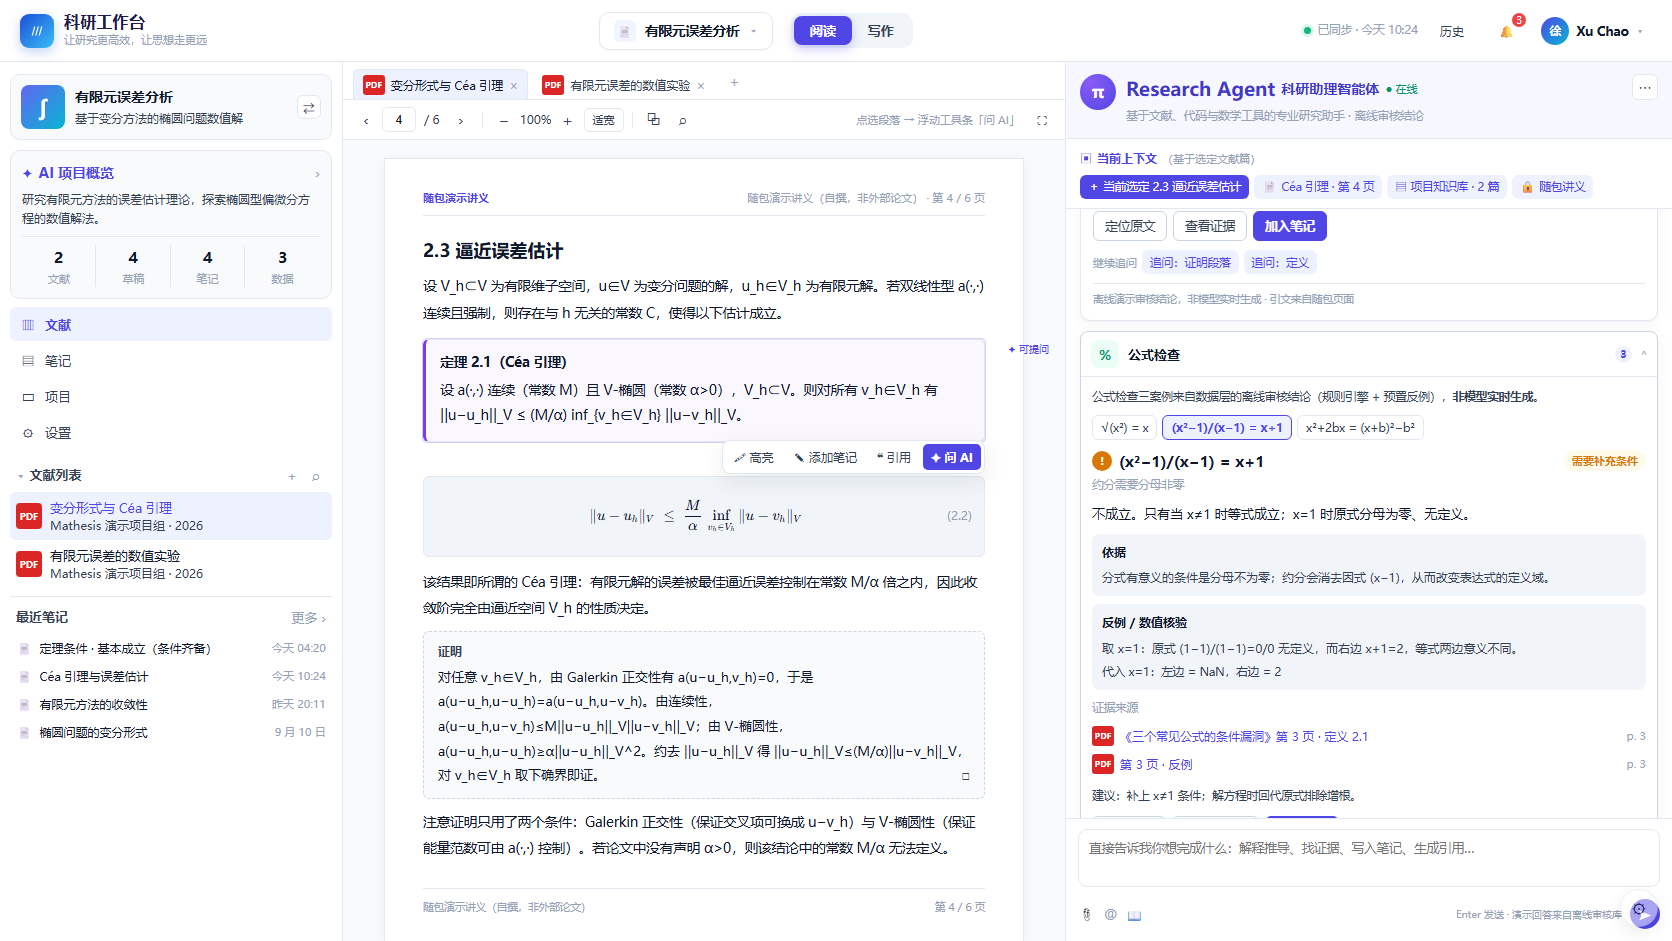 科研工作台
让研究更高效，让思想走更远
有限元误差分析
阅读
写作
已同步 · 今天 10:24
历史
3
徐
Xu Chao
∫
有限元误差分析
基于变分方法的椭圆问题数值解
✦ AI 项目概览
研究有限元方法的误差估计理论，探索椭圆型偏微分方
程的数值解法。
2
文献
4
草稿
4
笔记
3
数据
文献
笔记
项目
设置
文献列表
PDF
变分形式与 Céa 引理
Mathesis 演示项目组 · 2026
PDF
有限元误差的数值实验
Mathesis 演示项目组 · 2026
最近笔记
更多 ›
定理条件 · 基本成立（条件齐备）
今天 04:20
Céa 引理与误差估计
今天 10:24
有限元方法的收敛性
昨天 20:11
椭圆问题的变分形式
9 月 10 日
PDF 变分形式与 Céa 引理 ×
PDF 有限元误差的数值实验 ×
+
‹ 4 / 6 ›
− 100% +
适宽
点选段落 → 浮动工具条「问 AI」
随包演示讲义
随包演示讲义（自撰，非外部论文） · 第 4 / 6 页
2.3 逼近误差估计
设 V_h⊂V 为有限维子空间，u∈V 为变分问题的解，u_h∈V_h 为有限元解。若双线性型 a(·,·)
连续且强制，则存在与 h 无关的常数 C，使得以下估计成立。
定理 2.1（Céa 引理）
设 a(·,·) 连续（常数 M）且 V-椭圆（常数 α>0），V_h⊂V。则对所有 v_h∈V_h 有
||u−u_h||_V ≤ (M/α) inf_{v_h∈V_h} ||u−v_h||_V。
✦ 可提问
高亮
添加笔记
❝ 引用
✦ 问 AI
‖u − u_h‖_V ≤ M/α inf_{v_h∈V_h} ‖u − v_h‖_V
(2.2)
该结果即所谓的 Céa 引理：有限元解的误差被最佳逼近误差控制在常数 M/α 倍之内，因此收
敛阶完全由逼近空间 V_h 的性质决定。
证明
对任意 v_h∈V_h，由 Galerkin 正交性有 a(u−u_h,v_h)=0，于是
a(u−u_h,u−u_h)=a(u−u_h,u−v_h)。由连续性，
a(u−u_h,u−v_h)≤M||u−u_h||_V||u−v_h||_V；由 V-椭圆性，
a(u−u_h,u−u_h)≥α||u−u_h||_V^2。约去 ||u−u_h||_V 得 ||u−u_h||_V≤(M/α)||u−v_h||_V，
对 v_h∈V_h 取下确界即证。
□
注意证明只用了两个条件：Galerkin 正交性（保证交叉项可换成 u−v_h）与 V-椭圆性（保证
能量范数可由 a(·,·) 控制）。若论文中没有声明 α>0，则该结论中的常数 M/α 无法定义。
随包演示讲义（自撰，非外部论文）
第 4 / 6 页
π
Research Agent 科研助理智能体 ● 在线
基于文献、代码与数学工具的专业研究助手 · 离线审核结论
当前上下文 （基于选定文献篇）
+ 当前选定 2.3 逼近误差估计
Céa 引理 · 第 4 页
项目知识库 · 2 篇
随包讲义
定位原文
查看证据
加入笔记
继续追问
追问：证明段落
追问：定义
离线演示审核结论，非模型实时生成 · 引文来自随包页面
%
公式检查
3
公式检查三案例来自数据层的离线审核结论（规则引擎 + 预置反例），非模型实时生成。
√(x²) = x
(x²−1)/(x−1) = x+1
x²+2bx = (x+b)²−b²
! (x²−1)/(x−1) = x+1
需要补充条件
约分需要分母非零
不成立。只有当 x≠1 时等式成立；x=1 时原式分母为零、无定义。
依据
分式有意义的条件是分母不为零；约分会消去因式 (x−1)，从而改变表达式的定义域。
反例 / 数值核验
取 x=1：原式 (1−1)/(1−1)=0/0 无定义，而右边 x+1=2，等式两边意义不同。
代入 x=1：左边 = NaN，右边 = 2
证据来源
PDF 《三个常见公式的条件漏洞》第 3 页 · 定义 2.1
p. 3
PDF 第 3 页 · 反例
p. 3
建议：补上 x≠1 条件；解方程时回代原式排除增根。
直接告诉我你想完成什么：解释推导、找证据、写入笔记、生成引用...
@
Enter 发送 · 演示回答来自离线审核库